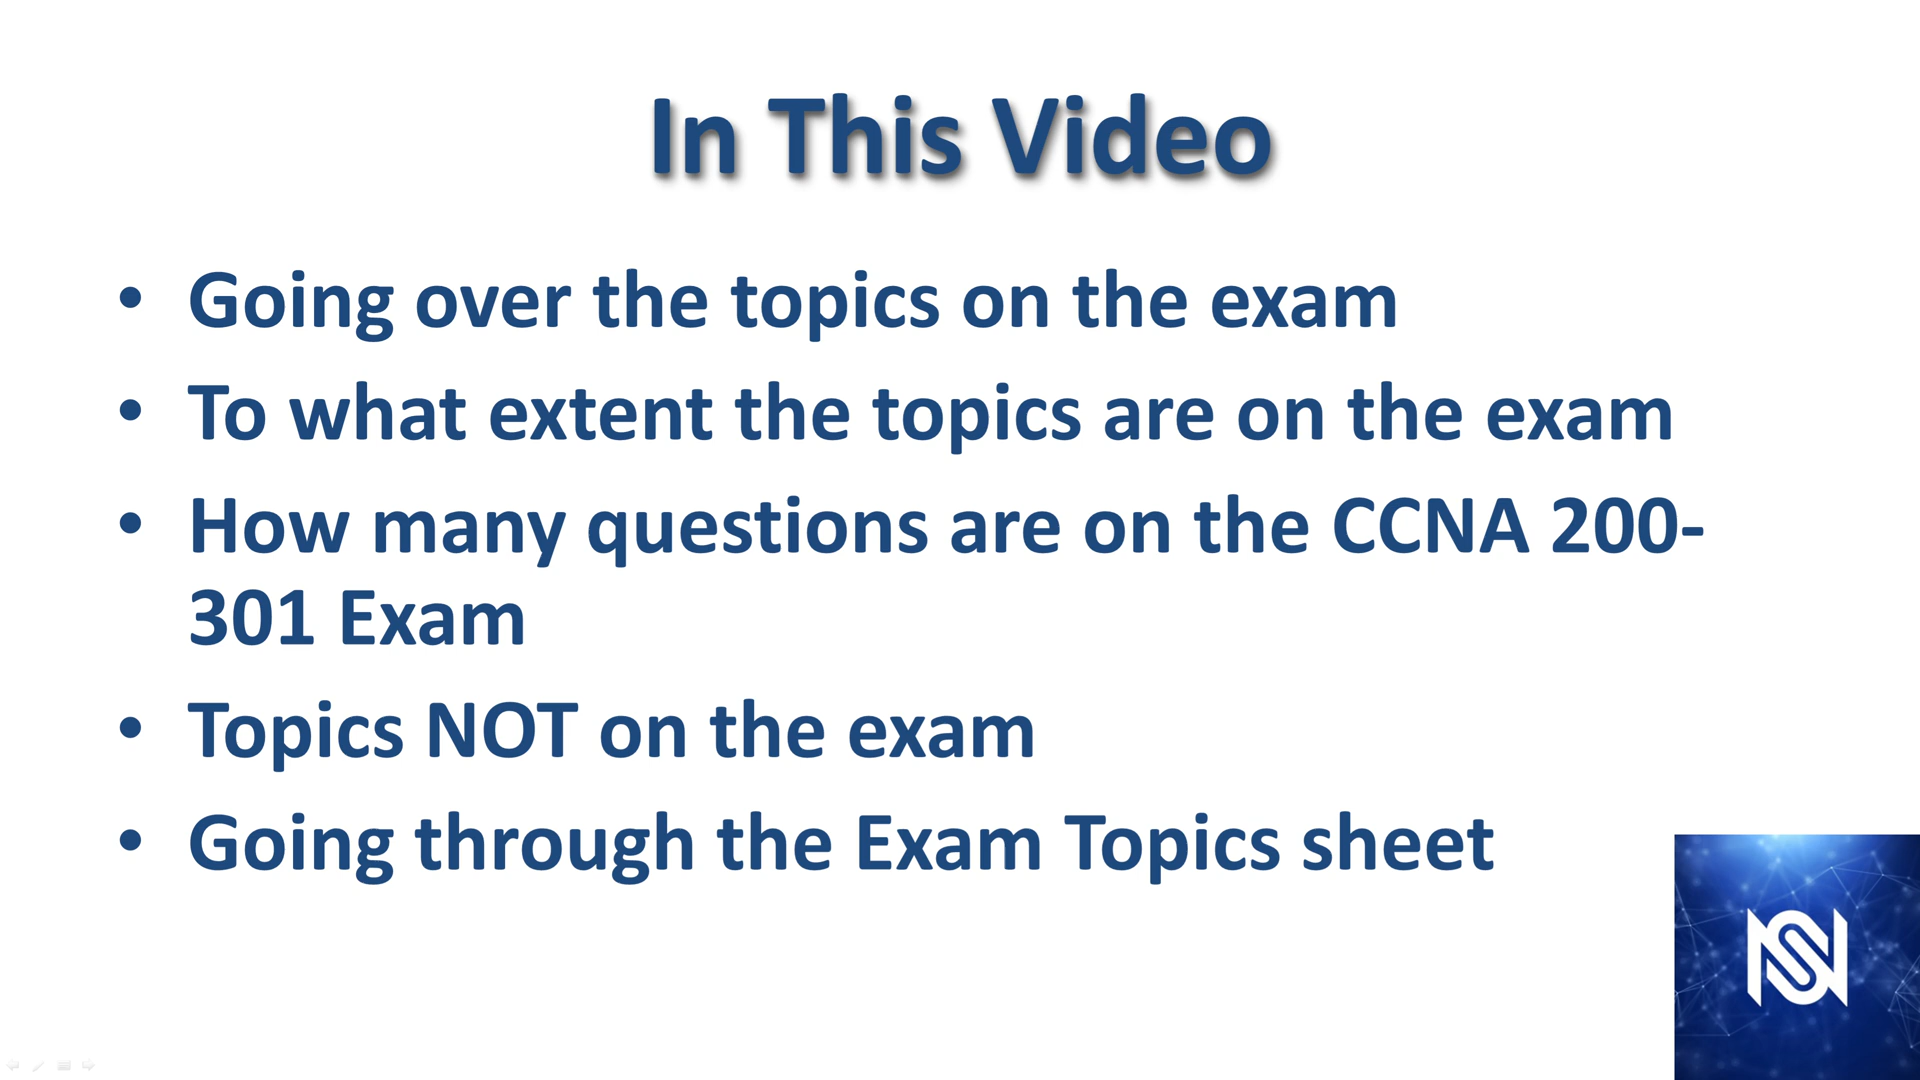 In This Video
• Going over the topics on the exam
• To what extent the topics are on the exam
• How many questions are on the CCNA 200-
301 Exam
• Topics NOT on the exam
• Going through the Exam Topics sheet
NS